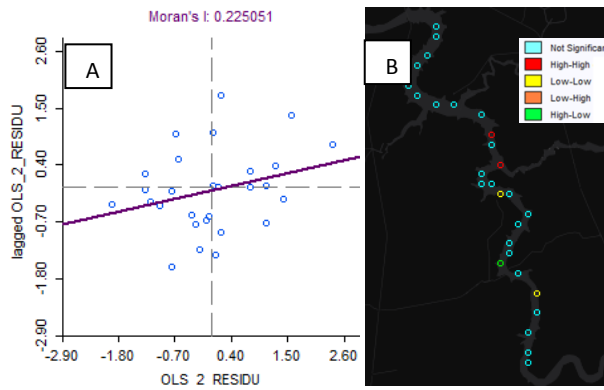 Moran's I: 0.225051
A
B
lagged OLS_2_RESIDU
2.60
1.50
0.40
-0.70
-1.80
-2.90
-2.90
-1.80
-0.70
0.40
1.50
2.60
OLS_2_RESIDU
Not Significa
High-High
Low-Low
Low-High
High-Low